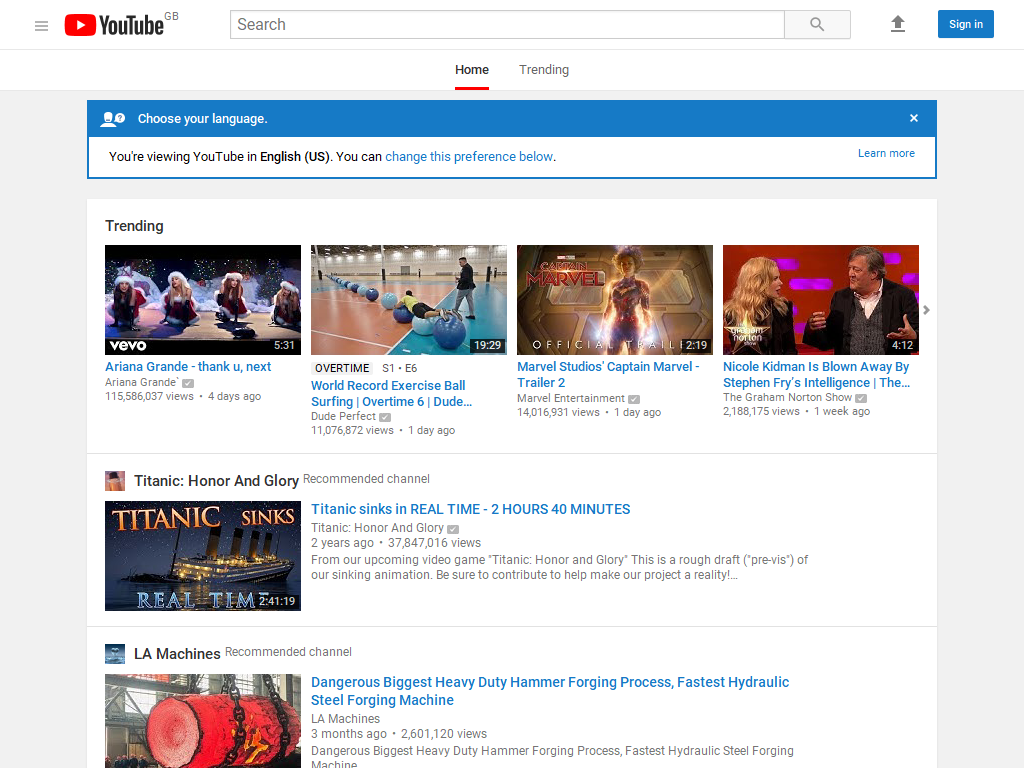 YouTube GB
Search
Sign in
Home
Trending
Choose your language.
×
You're viewing YouTube in English (US). You can change this preference below.
Learn more
Trending
vevo
5:31
Ariana Grande - thank u, next
Ariana Grande`
115,586,037 views • 4 days ago
19:29
OVERTIME S1 • E6
World Record Exercise Ball
Surfing | Overtime 6 | Dude...
Dude Perfect
11,076,872 views • 1 day ago
MARVEL STUDIOS
CAPTAIN
MARVEL
OFFICIAL TRAIL
2:19
Marvel Studios' Captain Marvel -
Trailer 2
Marvel Entertainment
14,016,931 views • 1 day ago
the
graham
norton
show
4:12
Nicole Kidman Is Blown Away By
Stephen Fry's Intelligence | The...
The Graham Norton Show
2,188,175 views • 1 week ago
Titanic: Honor And Glory Recommended channel
TITANIC SINKS
REAL TIME
2:41:19
Titanic sinks in REAL TIME - 2 HOURS 40 MINUTES
Titanic: Honor And Glory
2 years ago • 37,847,016 views
From our upcoming video game "Titanic: Honor and Glory" This is a rough draft ("pre-vis") of
our sinking animation. Be sure to contribute to help make our project a reality!...
LA Machines Recommended channel
Dangerous Biggest Heavy Duty Hammer Forging Process, Fastest Hydraulic
Steel Forging Machine
LA Machines
3 months ago • 2,601,120 views
Dangerous Biggest Heavy Duty Hammer Forging Process, Fastest Hydraulic Steel Forging
Machine